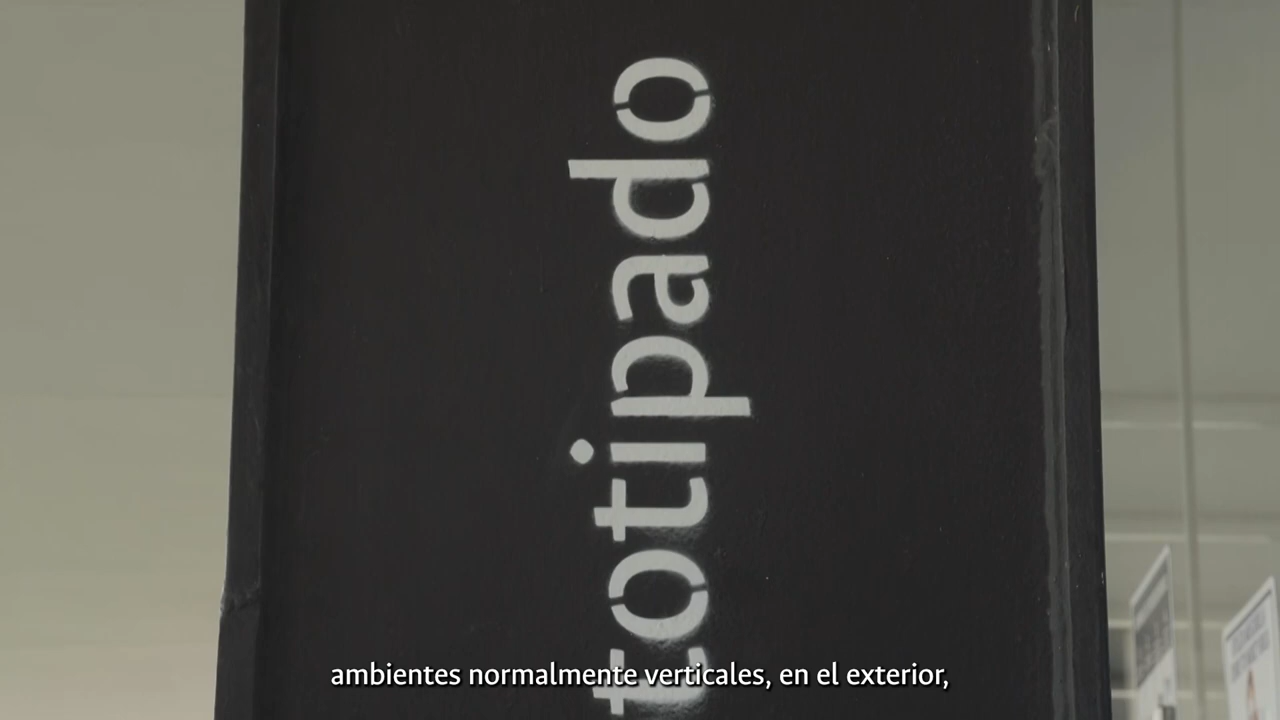 totipado
ambientes normalmente verticales, en el exterior,